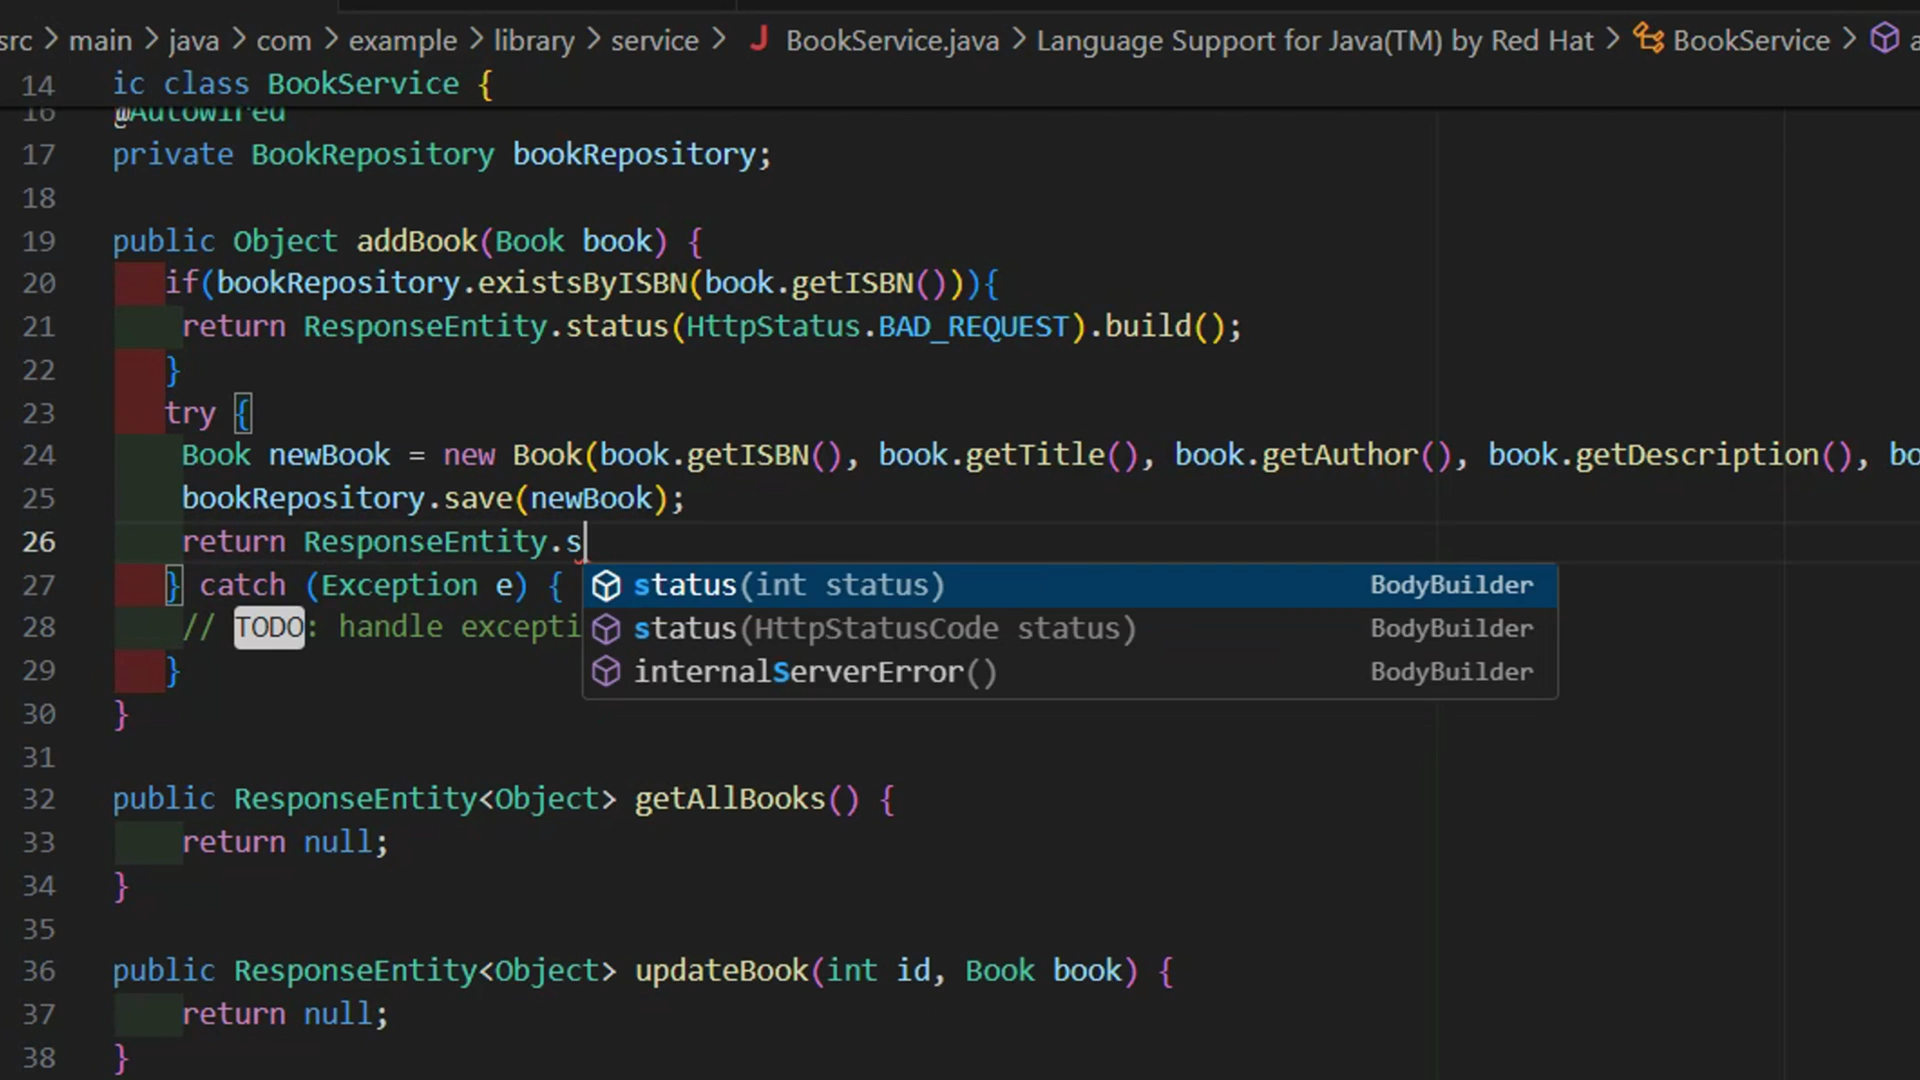 src > main > java > com > example > library > service > J BookService.java > Language Support for Java(TM) by Red Hat > BookService >
14 ic class BookService {
16 @Autowired
17 private BookRepository bookRepository;
18
19 public Object addBook(Book book) {
20 if(bookRepository.existsByISBN(book.getISBN())){
21 return ResponseEntity.status(HttpStatus.BAD_REQUEST).build();
22 }
23 try {
24 Book newBook = new Book(book.getISBN(), book.getTitle(), book.getAuthor(), book.getDescription(), bo
25 bookRepository.save(newBook);
26 return ResponseEntity.s
27 } catch (Exception e) {
status(int status) BodyBuilder
28 // TODO: handle excepti
status(HttpStatusCode status) BodyBuilder
29 }
internalServerError() BodyBuilder
30 }
31
32 public ResponseEntity<Object> getAllBooks() {
33 return null;
34 }
35
36 public ResponseEntity<Object> updateBook(int id, Book book) {
37 return null;
38 }